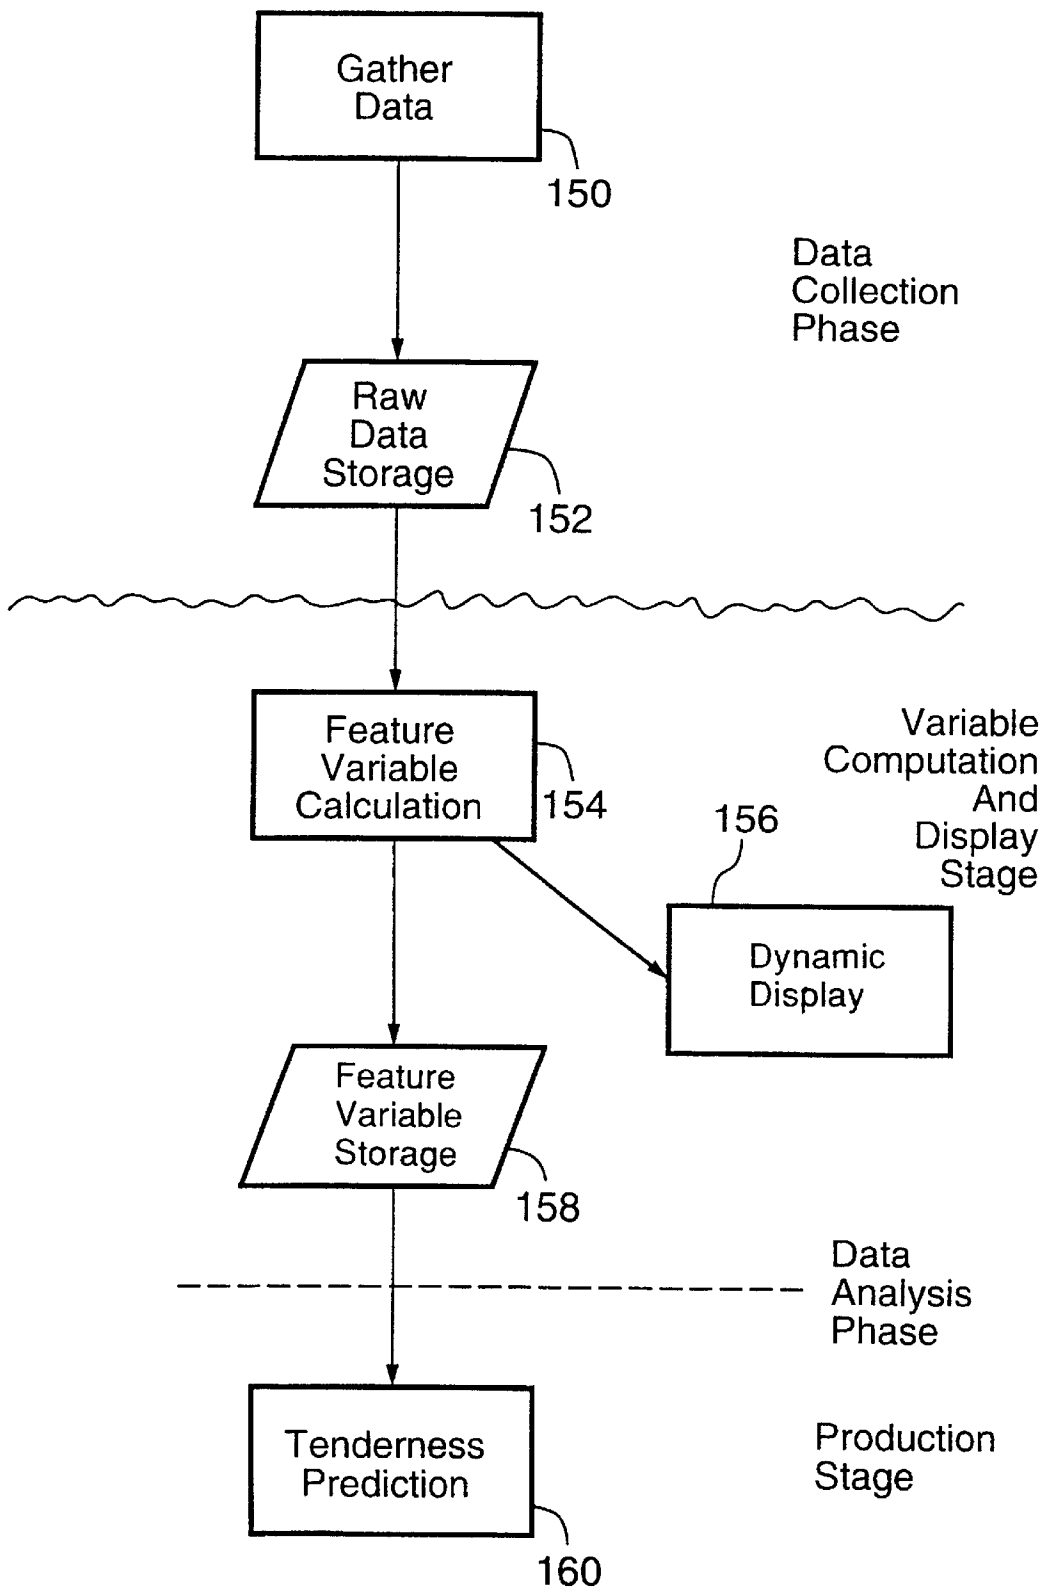 Gather
Data
150
Data
Collection
Phase
Raw
Data
Storage
152
Feature
Variable
Calculation
154
Variable
Computation
And
Display
Stage
156
Dynamic
Display
Feature
Variable
Storage
158
Data
Analysis
Phase
Tenderness
Prediction
Production
Stage
160